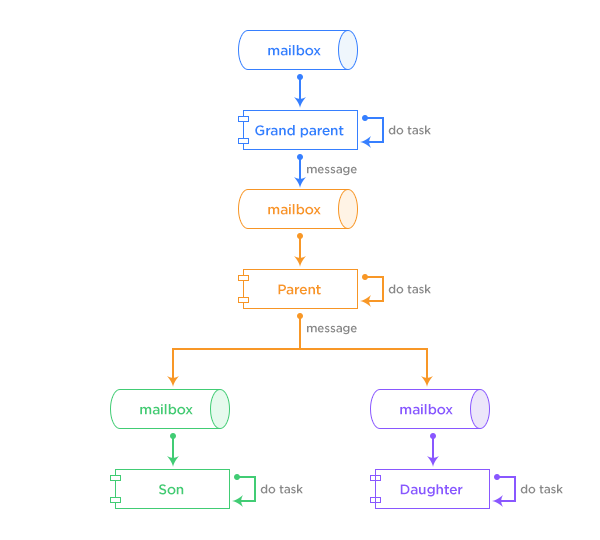 mailbox
Grand parent
do task
message
mailbox
Parent
do task
message
mailbox
mailbox
Son
do task
Daughter
do task